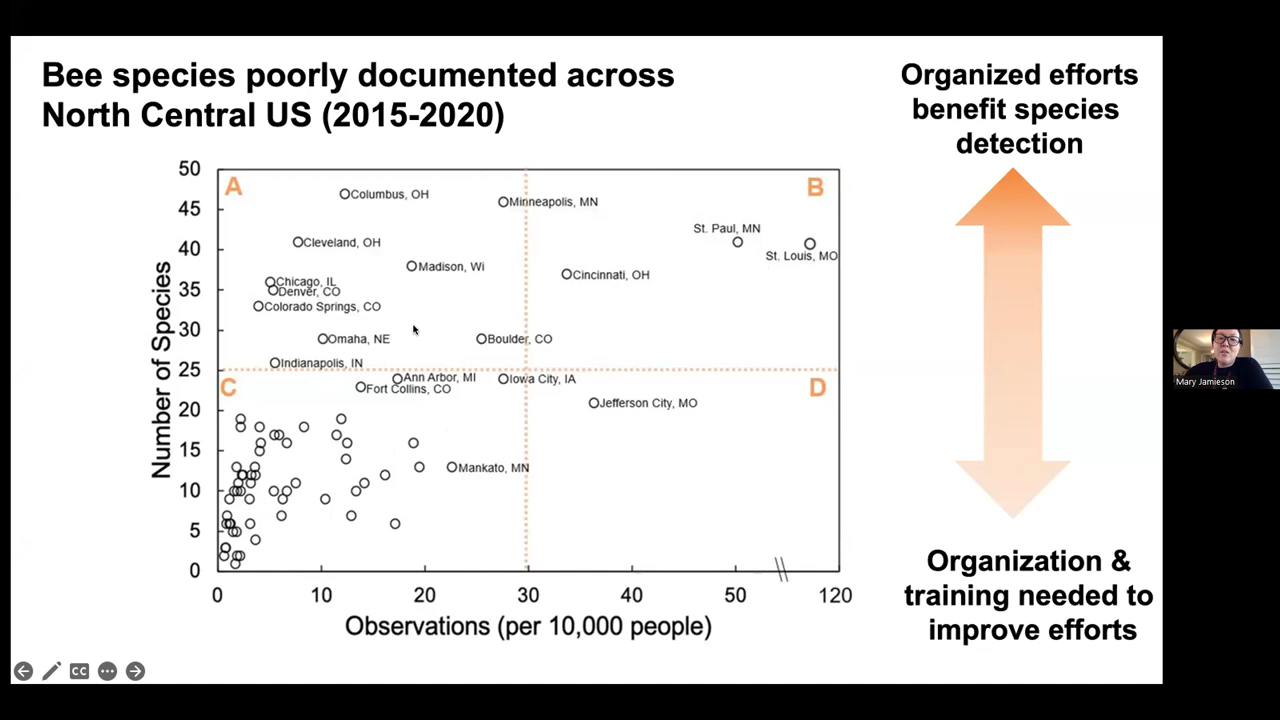 Bee species poorly documented across
North Central US (2015-2020)
Organized efforts
benefit species
detection
50
45
40
35
30
25
20
15
10
5
0
Number of Species
A
B
C
D
Columbus, OH
Minneapolis, MN
St. Paul, MN
St. Louis, MO
Cleveland, OH
Madison, Wi
Cincinnati, OH
Chicago, IL
Denver, CO
Colorado Springs, CO
Omaha, NE
Boulder, CO
Indianapolis, IN
Ann Arbor, MI
Iowa City, IA
Fort Collins, CO
Jefferson City, MO
Mankato, MN
0 10 20 30 40 50 120
Observations (per 10,000 people)
Organization &
training needed to
improve efforts
CC
Mary Jamieson